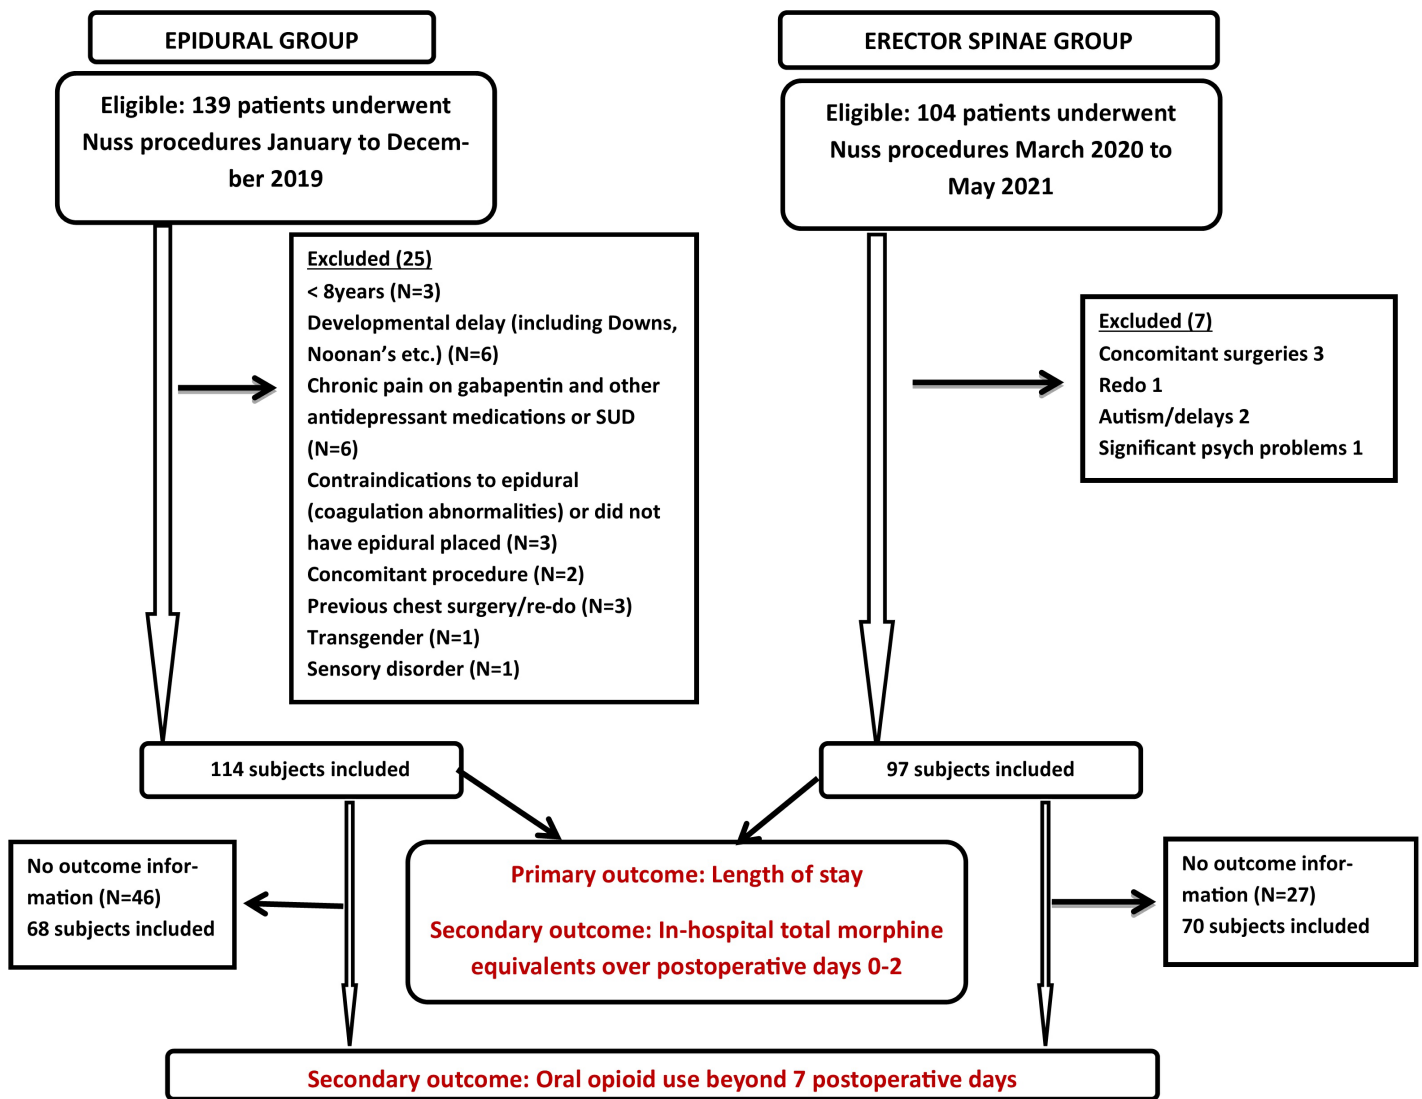 EPIDURAL GROUP
Eligible: 139 patients underwent
Nuss procedures January to Decem-
ber 2019
Excluded (25)
< 8years (N=3)
Developmental delay (including Downs,
Noonan’s etc.) (N=6)
Chronic pain on gabapentin and other
antidepressant medications or SUD
(N=6)
Contraindications to epidural
(coagulation abnormalities) or did not
have epidural placed (N=3)
Concomitant procedure (N=2)
Previous chest surgery/re-do (N=3)
Transgender (N=1)
Sensory disorder (N=1)
114 subjects included
No outcome infor-
mation (N=46)
68 subjects included
ERECTOR SPINAE GROUP
Eligible: 104 patients underwent
Nuss procedures March 2020 to
May 2021
Excluded (7)
Concomitant surgeries 3
Redo 1
Autism/delays 2
Significant psych problems 1
97 subjects included
No outcome infor-
mation (N=27)
70 subjects included
Primary outcome: Length of stay
Secondary outcome: In-hospital total morphine
equivalents over postoperative days 0-2
Secondary outcome: Oral opioid use beyond 7 postoperative days